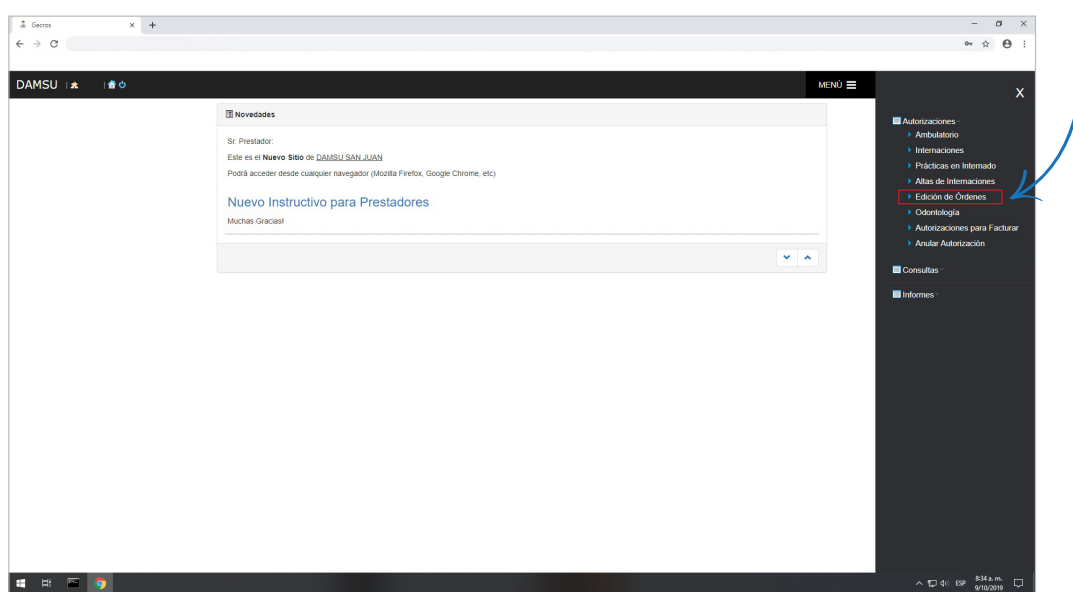 Gecros
DAMSU
MENÚ
X
Novedades
Sr. Prestador:
Este es el Nuevo Sitio de DAMSU SAN JUAN
Podrá acceder desde cualquier navegador (Mozilla Firefox, Google Chrome, etc)
Nuevo Instructivo para Prestadores
Muchas Gracias!
Autorizaciones
Ambulatorio
Internaciones
Prácticas en Internado
Altas de Internaciones
Edición de Órdenes
Odontología
Autorizaciones para Facturar
Anular Autorización
Consultas
Informes
ESP
8:34 a. m.
9/10/2019